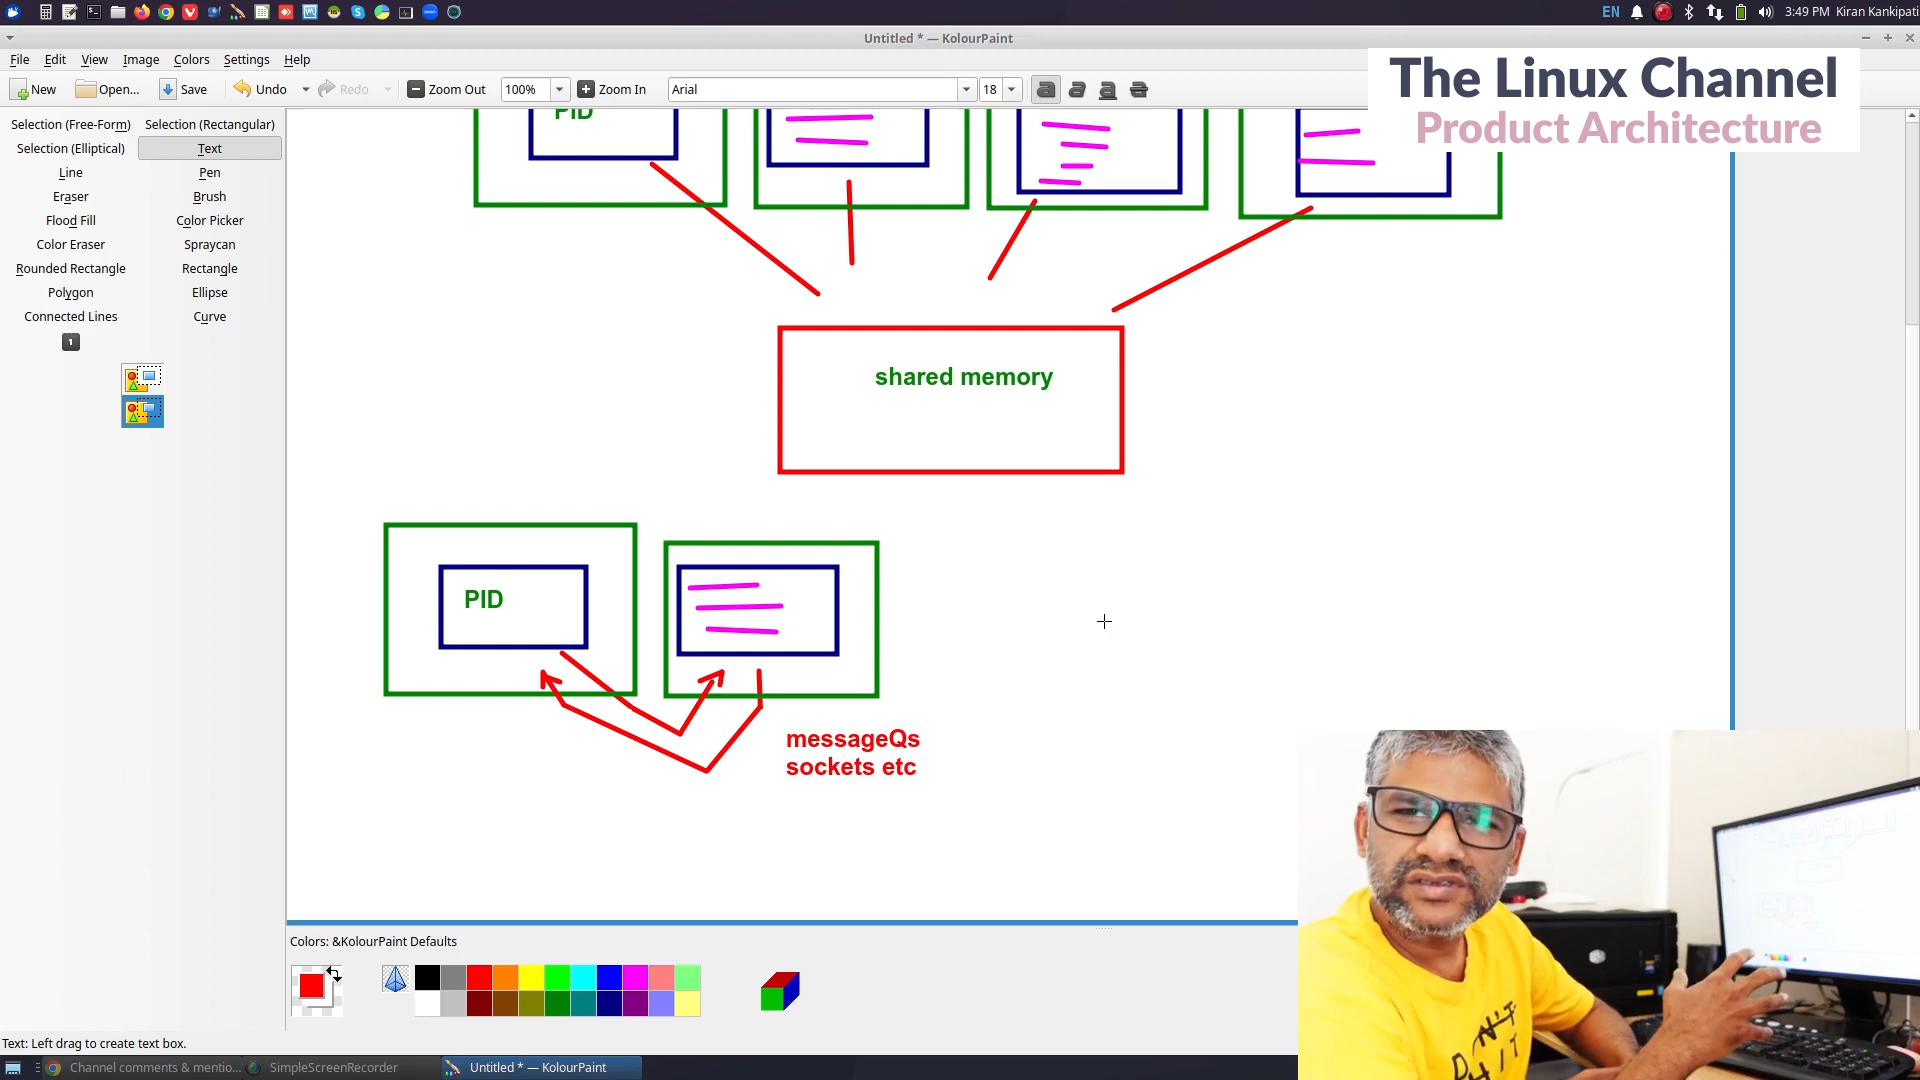 EN
3:49 PM Kiran Kankipati
Untitled * — KolourPaint
File Edit View Image Colors Settings Help
New Open... Save Undo Redo Zoom Out 100% Zoom In Arial 18
The Linux Channel
Product Architecture
Selection (Free-Form) Selection (Rectangular)
Selection (Elliptical) Text
Line Pen
Eraser Brush
Flood Fill Color Picker
Color Eraser Spraycan
Rounded Rectangle Rectangle
Polygon Ellipse
Connected Lines Curve
1
PID
shared memory
PID
messageQs
sockets etc
Colors: &KolourPaint Defaults
Text: Left drag to create text box.
Channel comments & mentio... SimpleScreenRecorder Untitled * — KolourPaint